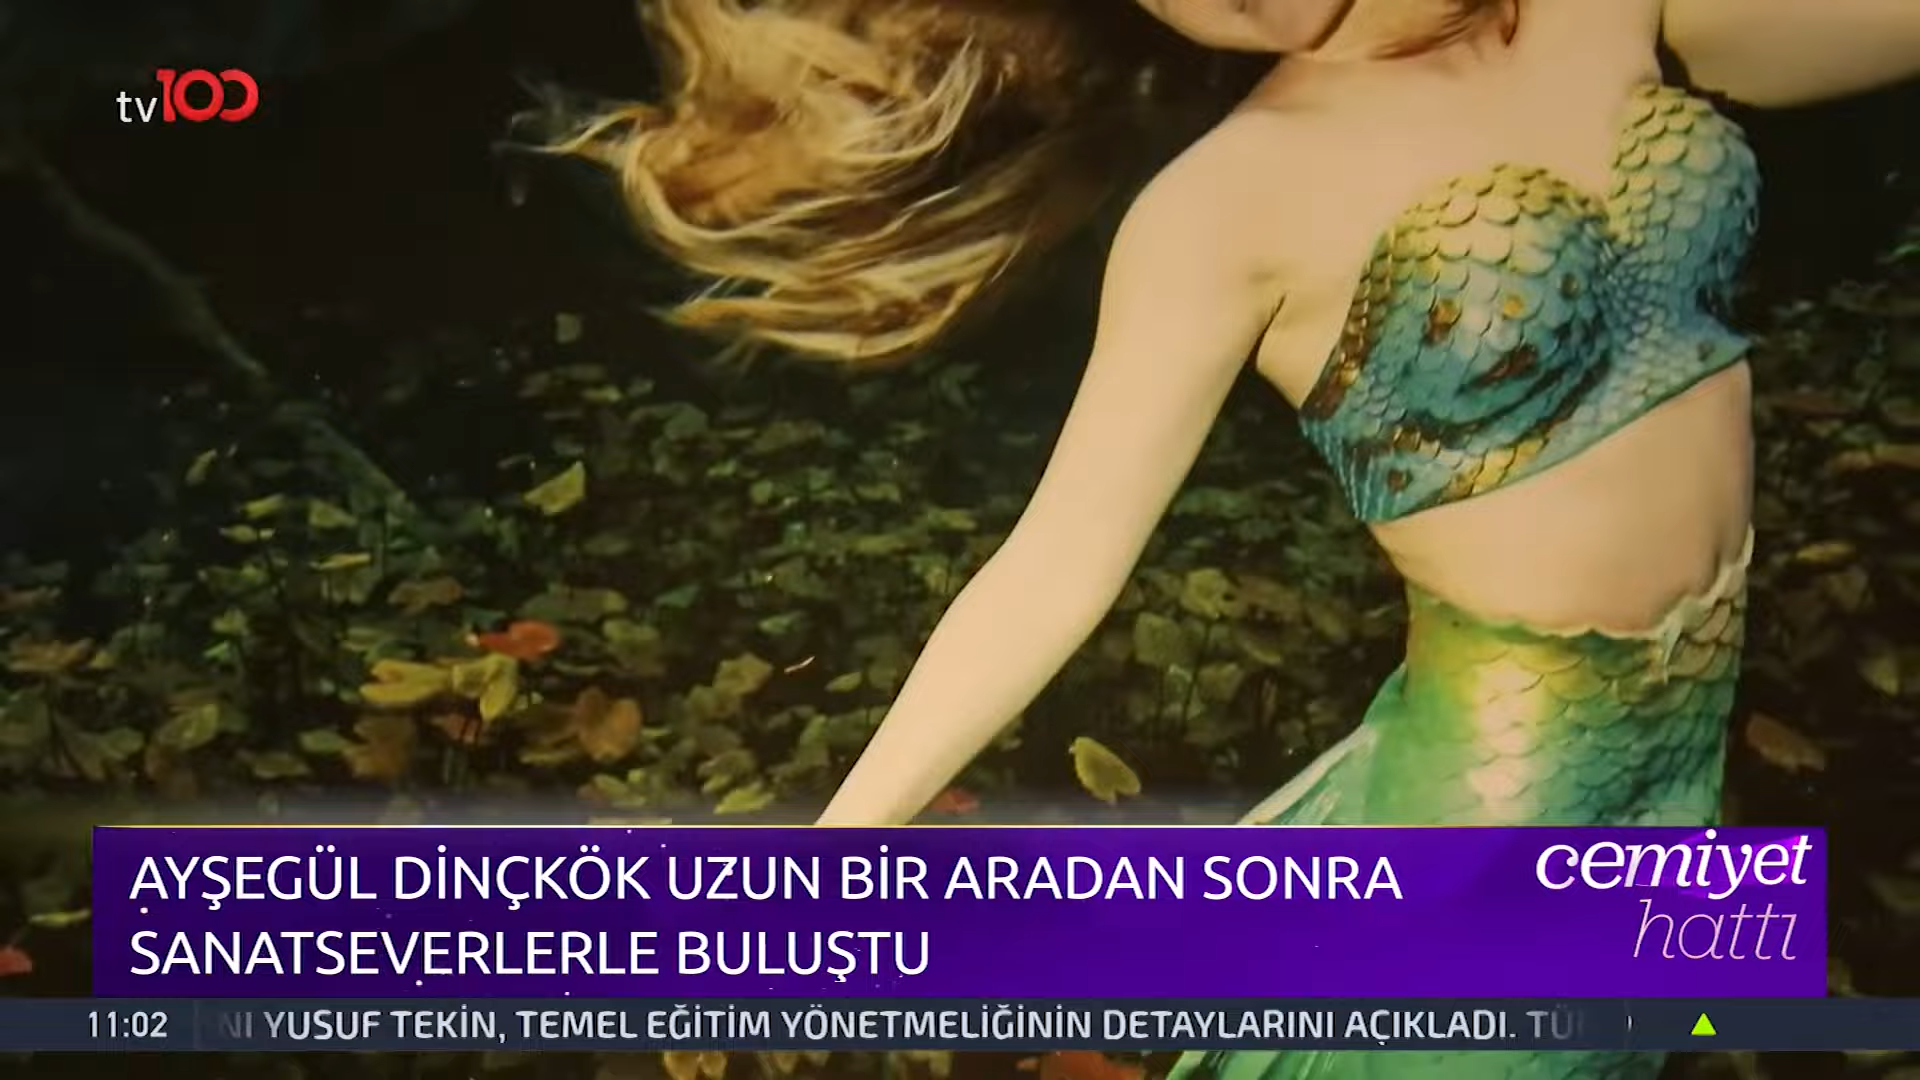 tv100
AYŞEGÜL DİNÇKÖK UZUN BİR ARADAN SONRA
SANATSEVERLERLE BULUŞTU
cemiyet
hattı
11:02
YUSUF TEKİN, TEMEL EĞİTİM YÖNETMELİĞİNİN DETAYLARINI AÇIKLADI.